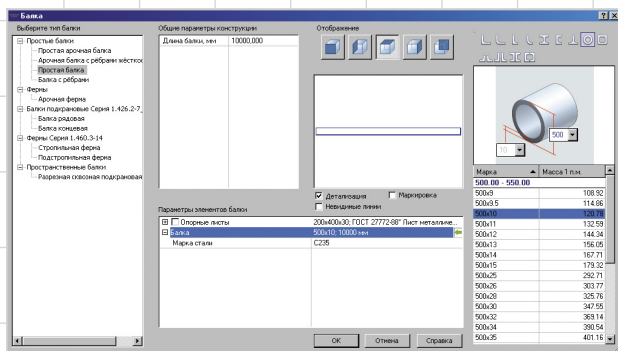 Балка
Выберите тип балки
Простые балки
Простая арочная балка
Арочная балка с рёбрами жёсткос
Простая балка
Балка с рёбрами
Фермы
Арочная ферма
Балки подкрановые Серия 1.426.2-7_
Балка рядовая
Балка концевая
Фермы Серия 1.460.3-14
Стропильная ферма
Подстропильная ферма
Пространственные балки
Разрезная сквозная подкрановая
Общие параметры конструкции
Длина балки, мм 10000,000
Отображение
Детализация Маркировка
Невидимые линии
Параметры элементов балки
Опорные листы 200x400x30; ГОСТ 27772-88* Лист металличе...
Балка 500x10; 10000 мм
Марка стали С235
500
10
Марка Масса 1 п.м.
500.00 - 550.00
500x9 108.92
500x9.5 114.86
500x10 120.78
500x11 132.59
500x12 144.34
500x13 156.05
500x14 167.71
500x15 179.32
500x25 292.71
500x26 303.77
500x28 325.76
500x30 347.55
500x32 369.14
500x34 390.54
500x35 401.16
ОК Отмена Справка